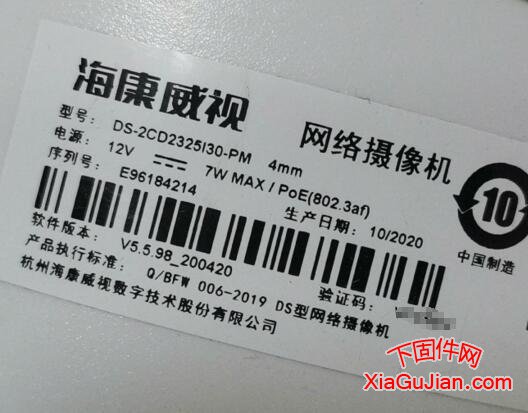 海康威视
网络摄像机
型号: DS-2CD2325I30-PM 4mm
电源: 12V 7W MAX / PoE(802.3af)
序列号: E96184214 生产日期: 10/2020
10
中国制造
软件版本: V5.5.98_200420 验证码:
产品执行标准: Q/BFW 006-2019 DS型网络摄像机
杭州海康威视数字技术股份有限公司
下固件网
XiaGuJian.com